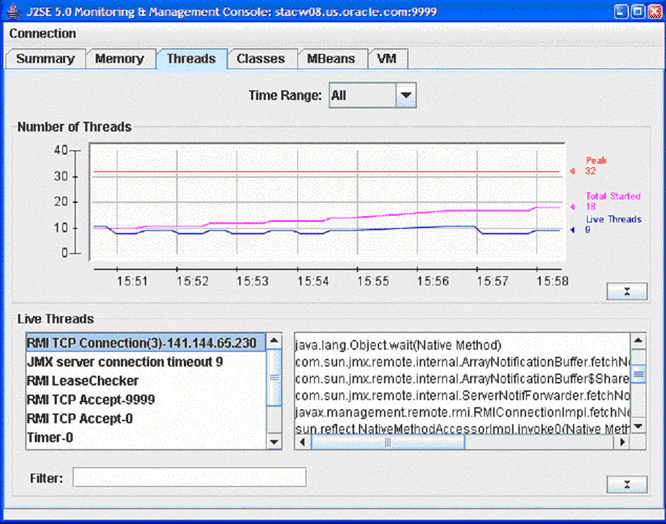 J2SE 5.0 Monitoring & Management Console: stacw08.us.oracle.com:9999
Connection
Summary Memory Threads Classes MBeans VM
Time Range: All
Number of Threads
40
30
20
10
0
Peak
32
Total Started
18
Live Threads
9
15:51 15:52 15:53 15:54 15:55 15:56 15:57 15:58
Live Threads
RMI TCP Connection(3)-141.144.65.230
JMX server connection timeout 9
RMI LeaseChecker
RMI TCP Accept-9999
RMI TCP Accept-0
Timer-0
java.lang.Object.wait(Native Method)
com.sun.jmx.remote.internal.ArrayNotificationBuffer.fetchNo
com.sun.jmx.remote.internal.ArrayNotificationBuffer$Share
com.sun.jmx.remote.internal.ServerNotifForwarder.fetchNo
javax.management.remote.rmi.RMIConnectionImpl.fetchN
sun.reflect.NativeMethodAccessorImpl.invoke0(Native Meth
Filter: